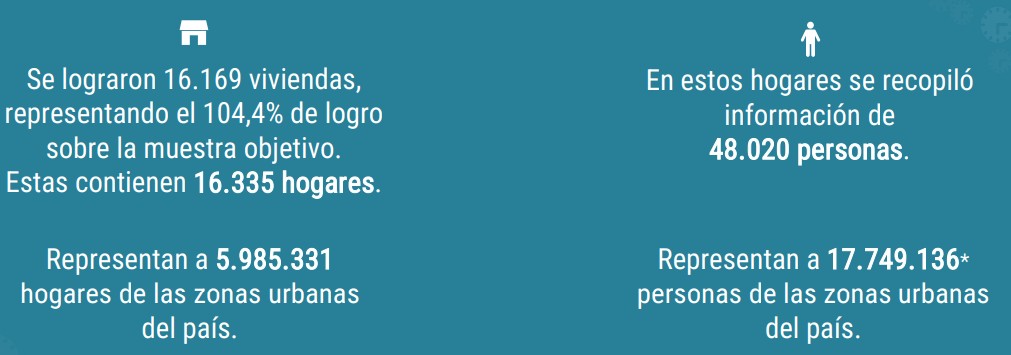 Se lograron 16.169 viviendas,
representando el 104,4% de logro
sobre la muestra objetivo.
Estas contienen 16.335 hogares.
Representan a 5.985.331
hogares de las zonas urbanas
del país.
En estos hogares se recopiló
información de
48.020 personas.
Representan a 17.749.136*
personas de las zonas urbanas
del país.